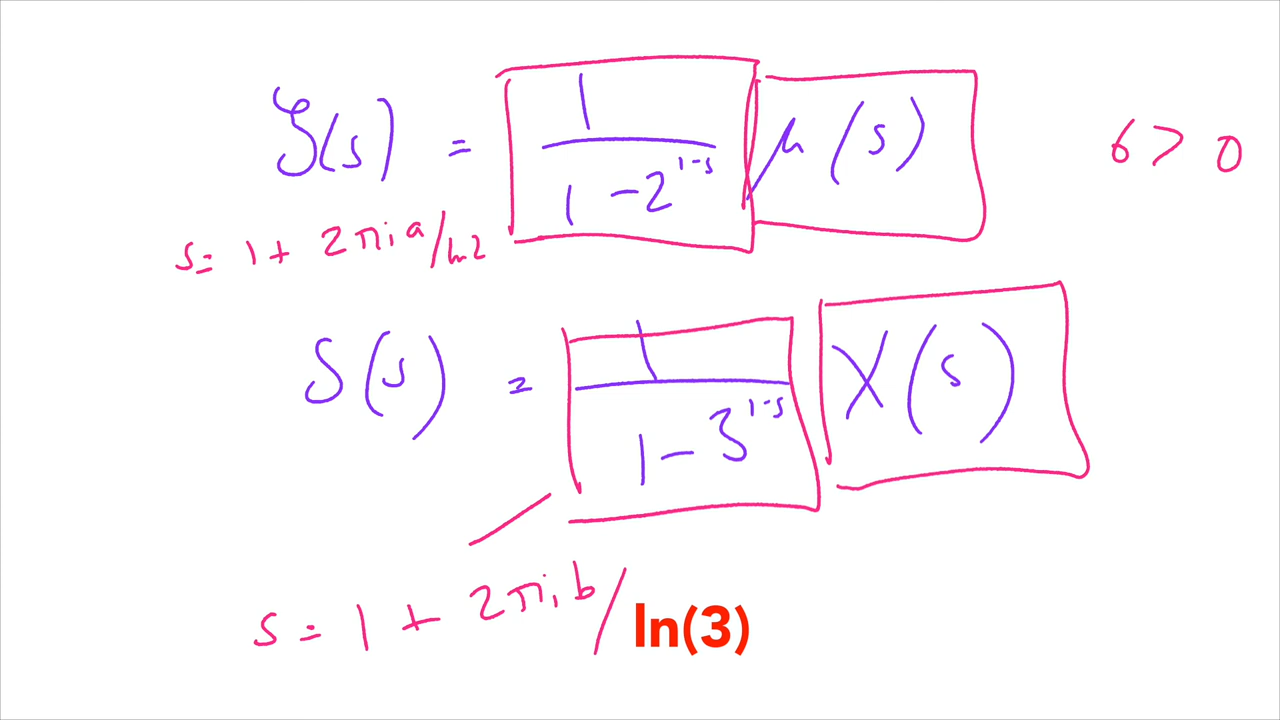 ζ(s) = 1/(1 - 2^{1-s}) μ(s) σ > 0
s = 1 + 2πia/ln2
ζ(s) = 1/(1 - 3^{1-s}) X(s)
s = 1 + 2πib/ln(3)